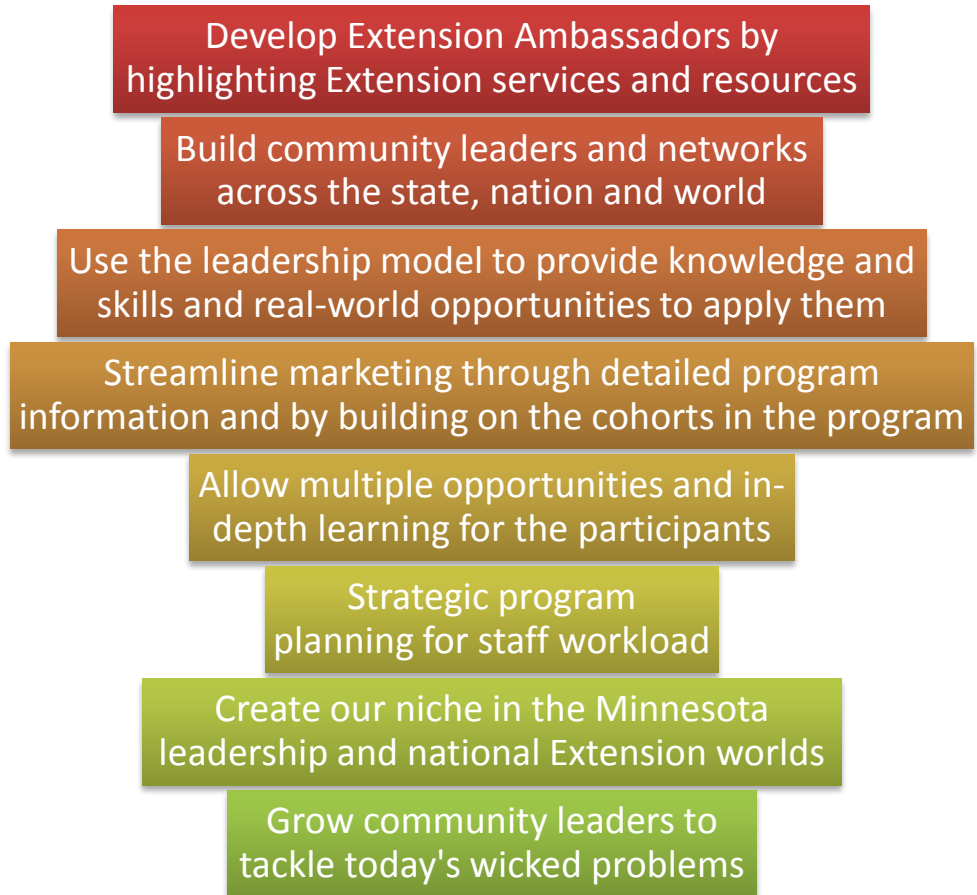 Develop Extension Ambassadors by
highlighting Extension services and resources
Build community leaders and networks
across the state, nation and world
Use the leadership model to provide knowledge and
skills and real-world opportunities to apply them
Streamline marketing through detailed program
information and by building on the cohorts in the program
Allow multiple opportunities and in-
depth learning for the participants
Strategic program
planning for staff workload
Create our niche in the Minnesota
leadership and national Extension worlds
Grow community leaders to
tackle today's wicked problems